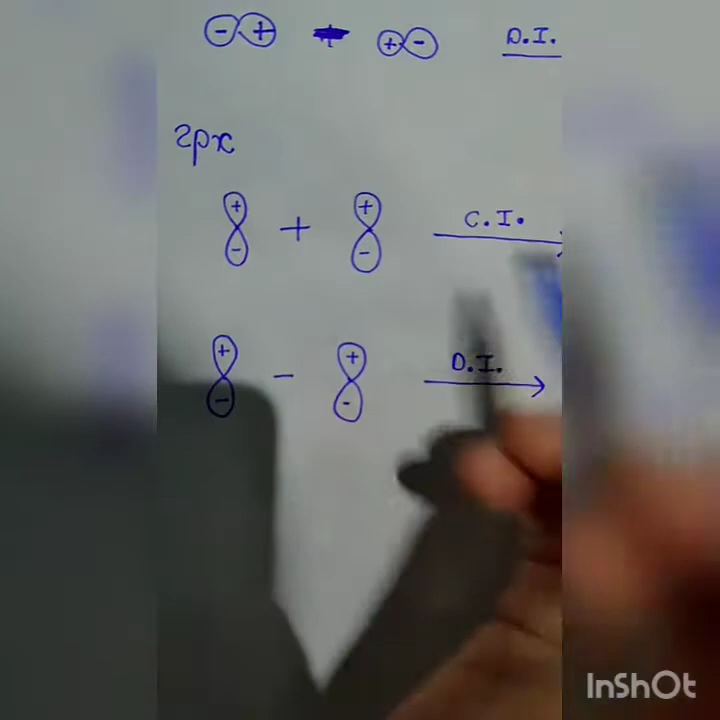 - + + + - D.I.
2px
+ - + + - C.I.
+ - - + - D.I.
InShOt